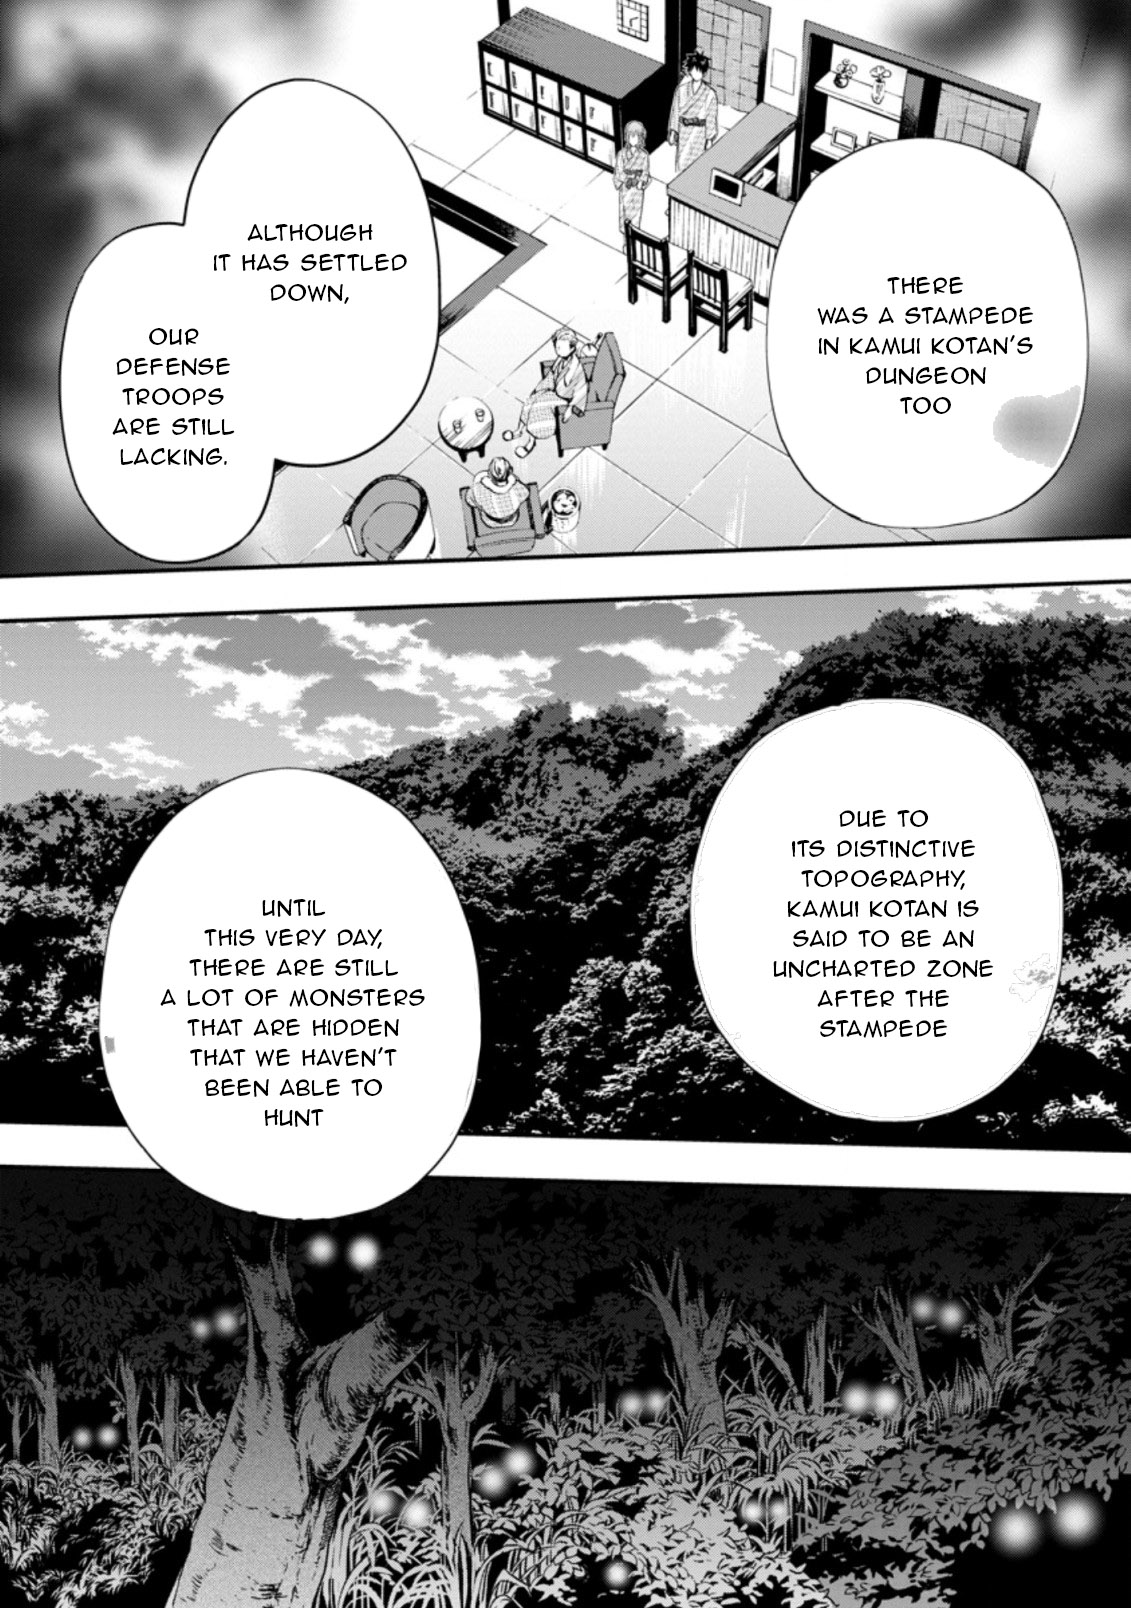 THERE
WAS A STAMPEDE
IN KAMUI KOTAN'S
DUNGEON
TOO
ALTHOUGH
IT HAS SETTLED
DOWN,
OUR
DEFENSE
TROOPS
ARE STILL
LACKING.
DUE TO
ITS DISTINCTIVE
TOPOGRAPHY,
KAMUI KOTAN IS
SAID TO BE AN
UNCHARTED ZONE
AFTER THE
STAMPEDE
UNTIL
THIS VERY DAY,
THERE ARE STILL
A LOT OF MONSTERS
THAT ARE HIDDEN
THAT WE HAVEN'T
BEEN ABLE TO
HUNT